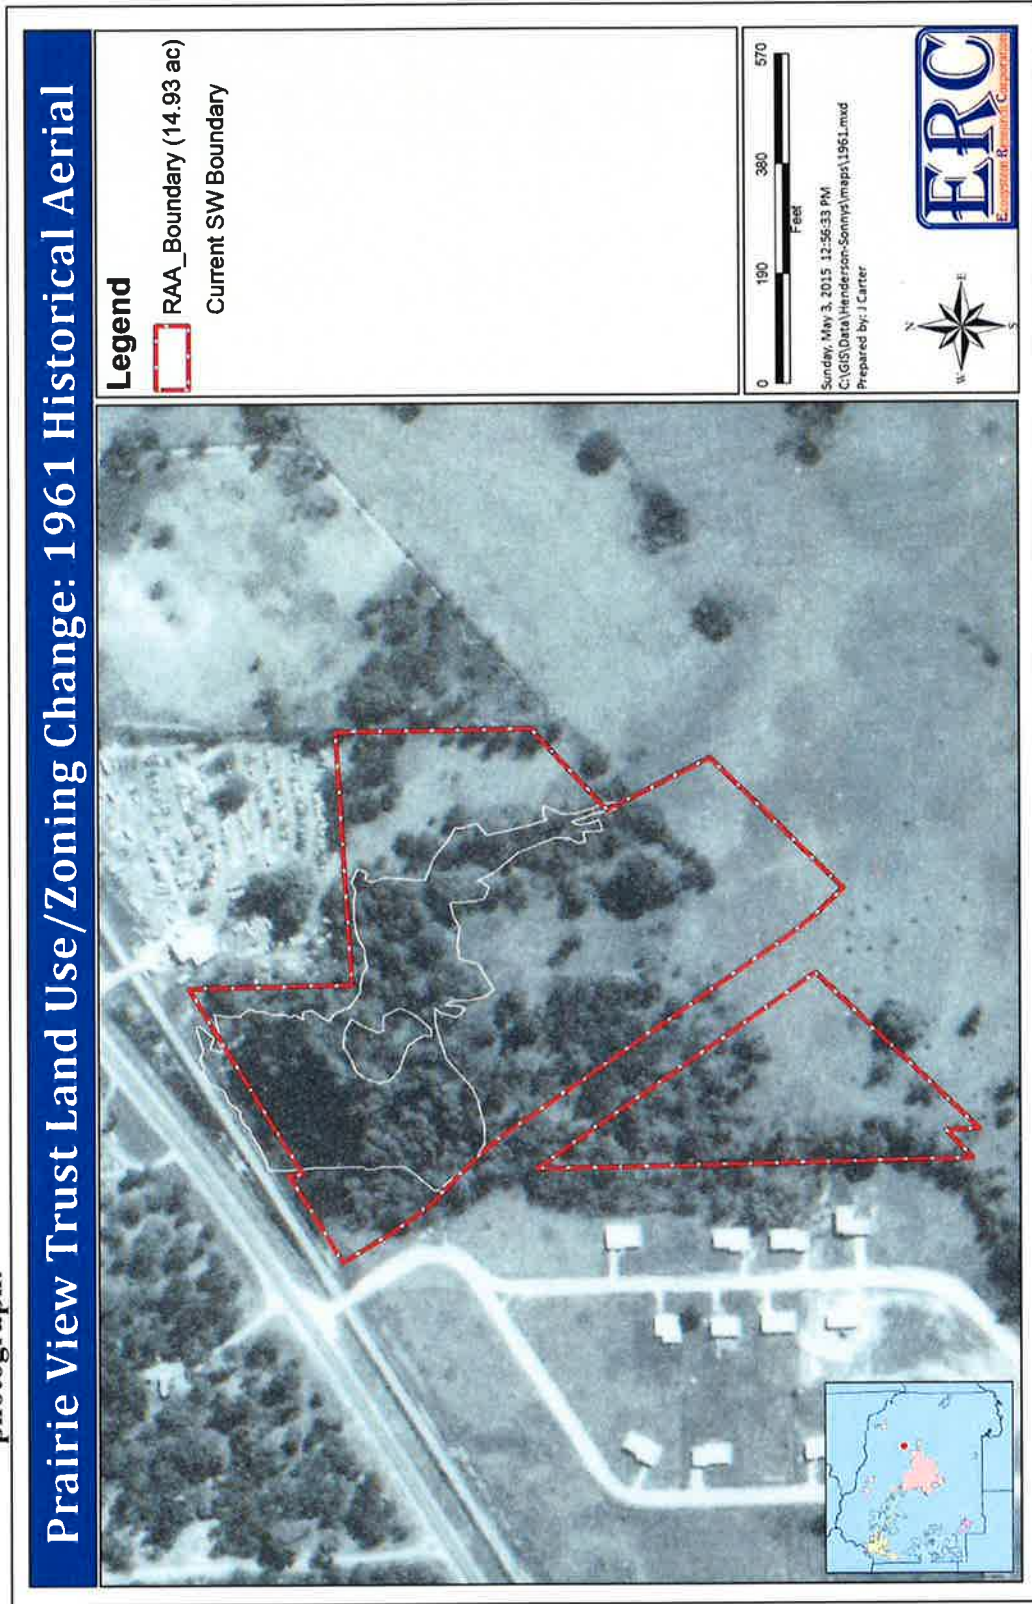 photograph.
Prairie View Trust Land Use/Zoning Change: 1961 Historical Aerial
Legend
RAA_Boundary (14.93 ac)
Current SW Boundary
0 190 380 570
Feet
Sunday, May 3, 2015 12:56:33 PM
C:\GIS\Data\Henderson-Sonnys\maps\1961.mxd
Prepared by: J Carter
N
W E
S
ERC
Ecosystem Research Corporation